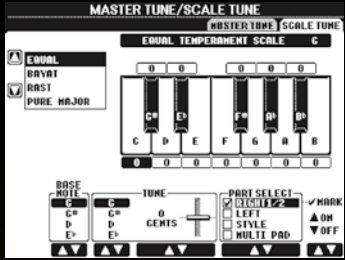 MASTER TUNE/SCALE TUNE
MASTER TUNE SCALE TUNE
EQUAL TEMPERAMENT SCALE C
EQUAL
BAYAT
RAST
PURE MAJOR
0 0 0 0 0
C# E♭ F# A♭ B♭
C D E F G A B
0 0 0 0 0 0 0
BASE NOTE TUNE PART SELECT
C C RIGHT1/2 MARK
C# C# 0 CENTS LEFT ▲ON
D D STYLE ▼OFF
E♭ E♭ MULTI PAD